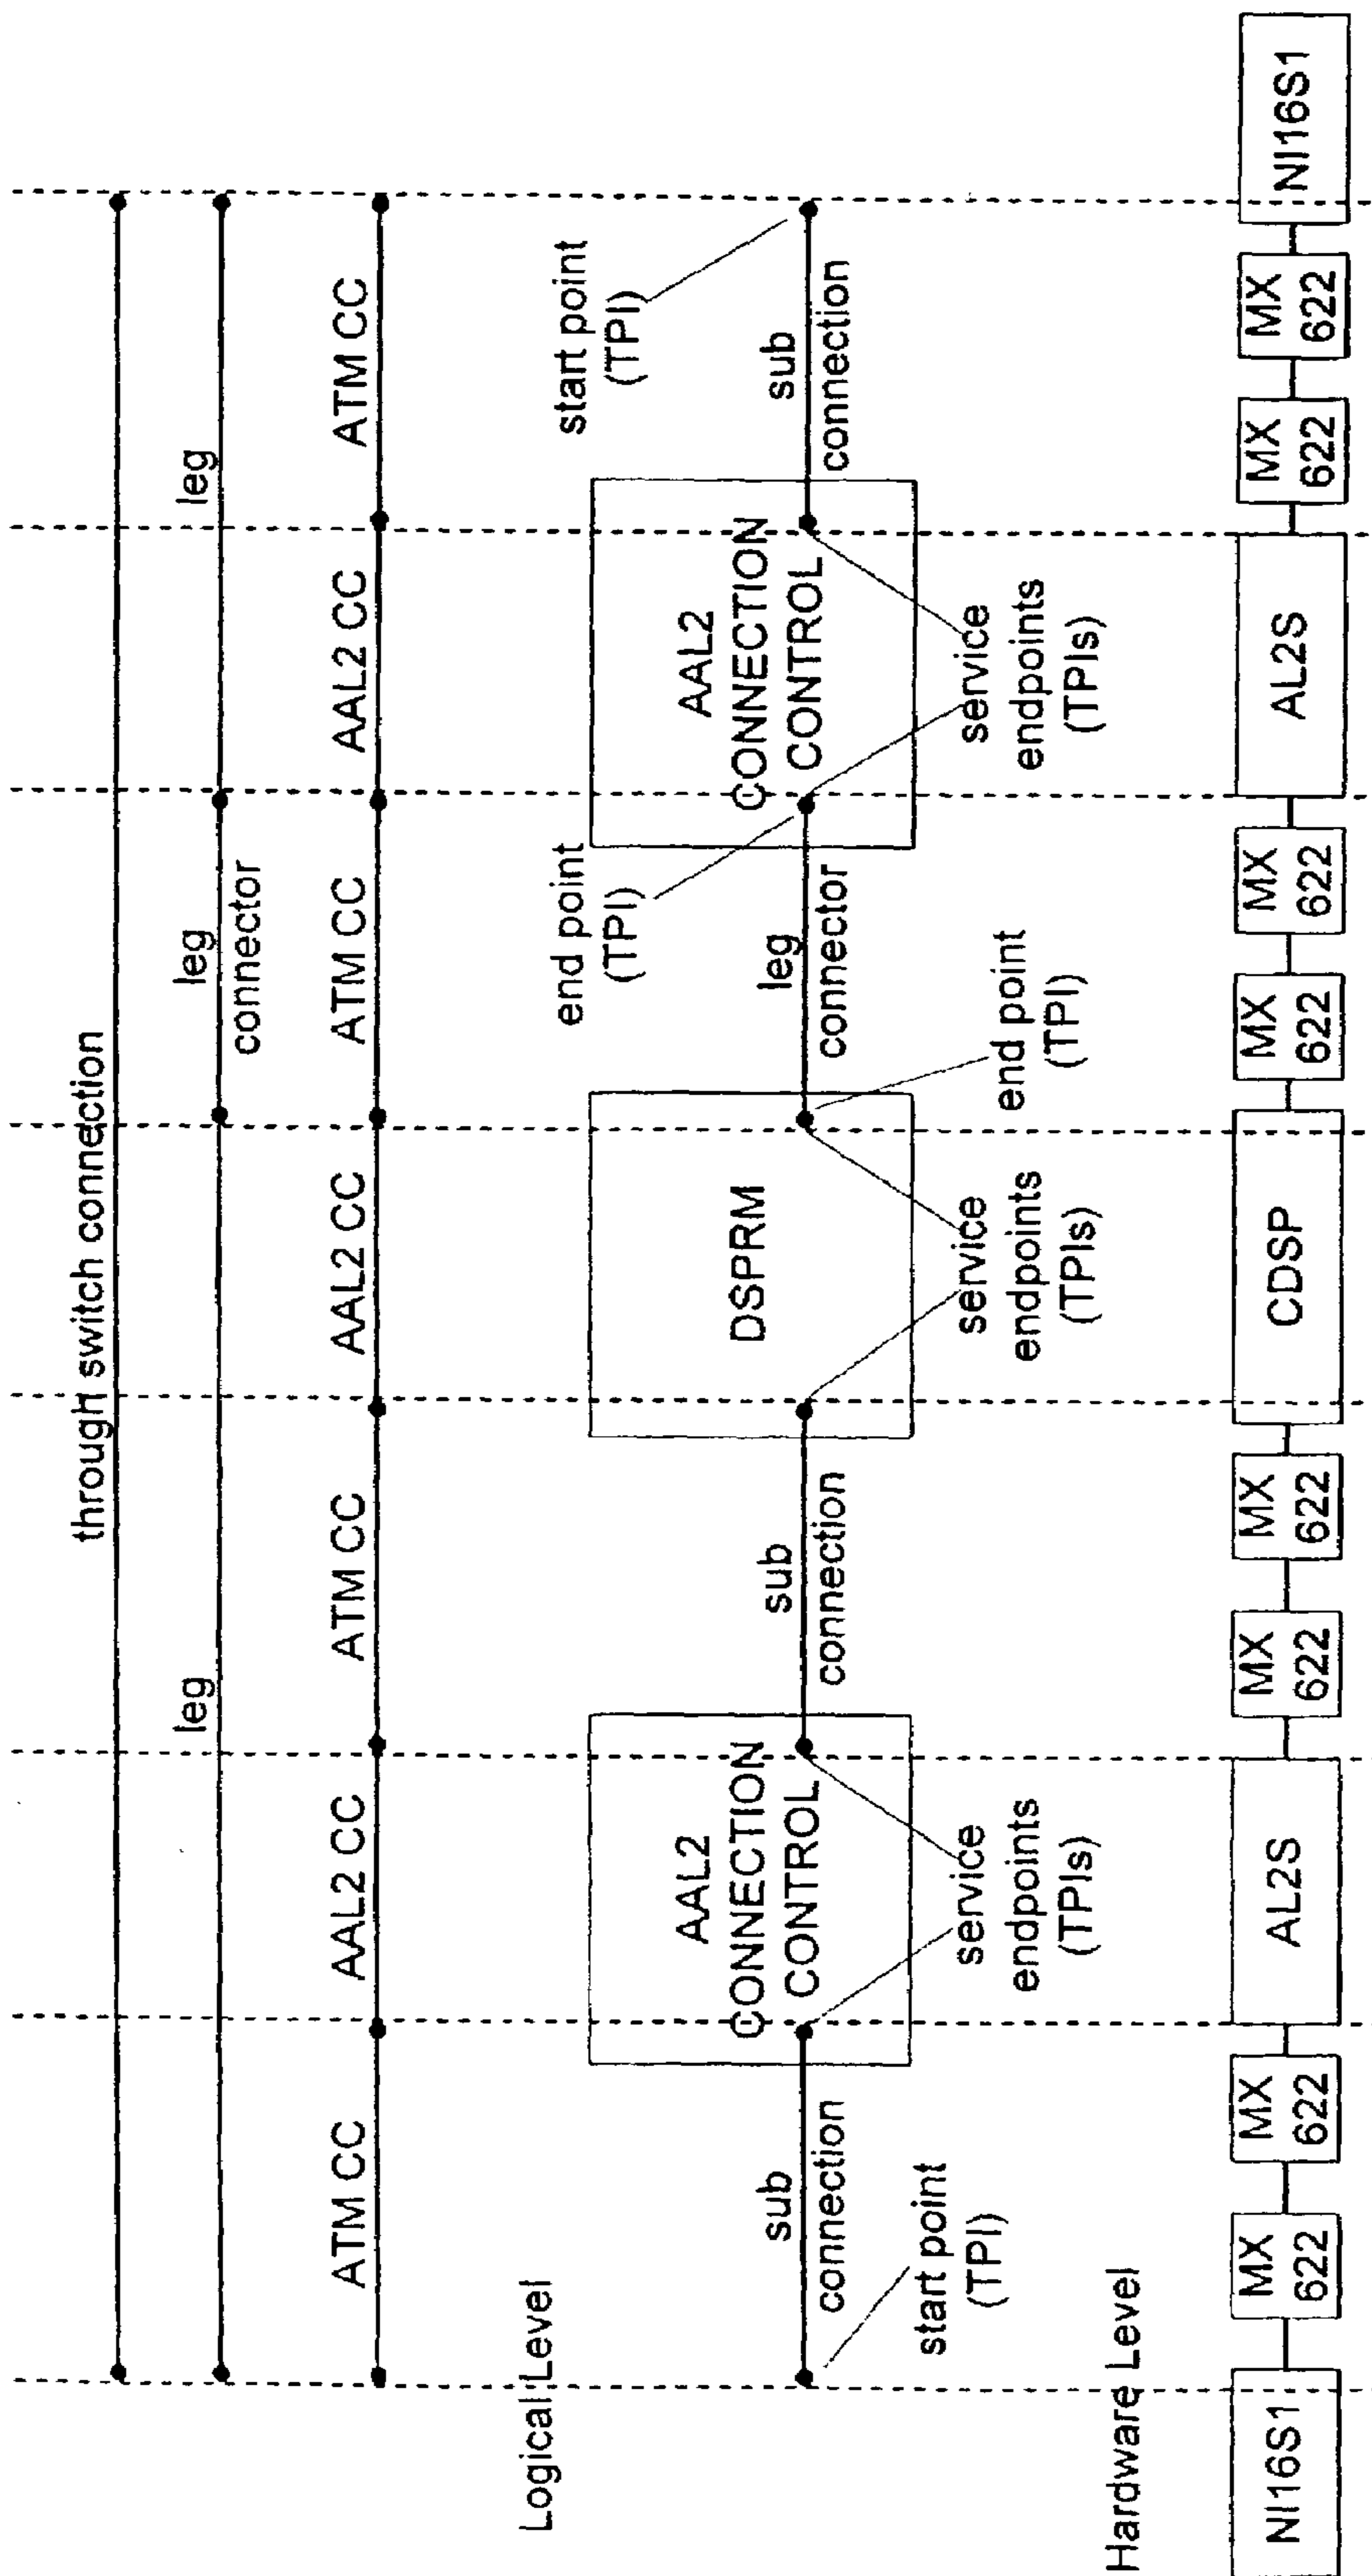 through switch connection
leg
leg
connector
leg
ATM CC
AAL2 CC
ATM CC
AAL2 CC
ATM CC
AAL2 CC
ATM CC
Logical Level
sub
connection
start point
(TPI)
AAL2
CONNECTION
CONTROL
service
endpoints
(TPIs)
sub
connection
DSPRM
service
endpoints
(TPIs)
end point
(TPI)
leg
connector
end point
(TPI)
AAL2
CONNECTION
CONTROL
service
endpoints
(TPIs)
sub
connection
start point
(TPI)
Hardware Level
NI16S1
MX
622
MX
622
AL2S
MX
622
MX
622
CDSP
MX
622
MX
622
AL2S
MX
622
MX
622
NI16S1